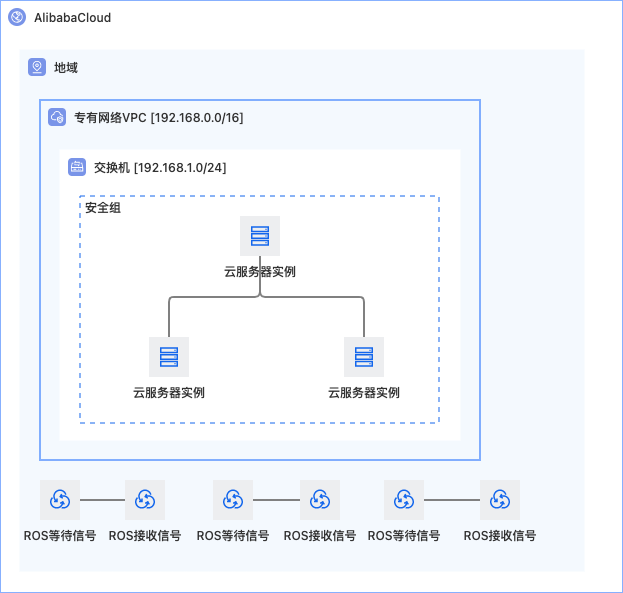 AlibabaCloud
地域
专有网络VPC [192.168.0.0/16]
交换机 [192.168.1.0/24]
安全组
云服务器实例
云服务器实例
云服务器实例
ROS等待信号
ROS接收信号
ROS等待信号
ROS接收信号
ROS等待信号
ROS接收信号